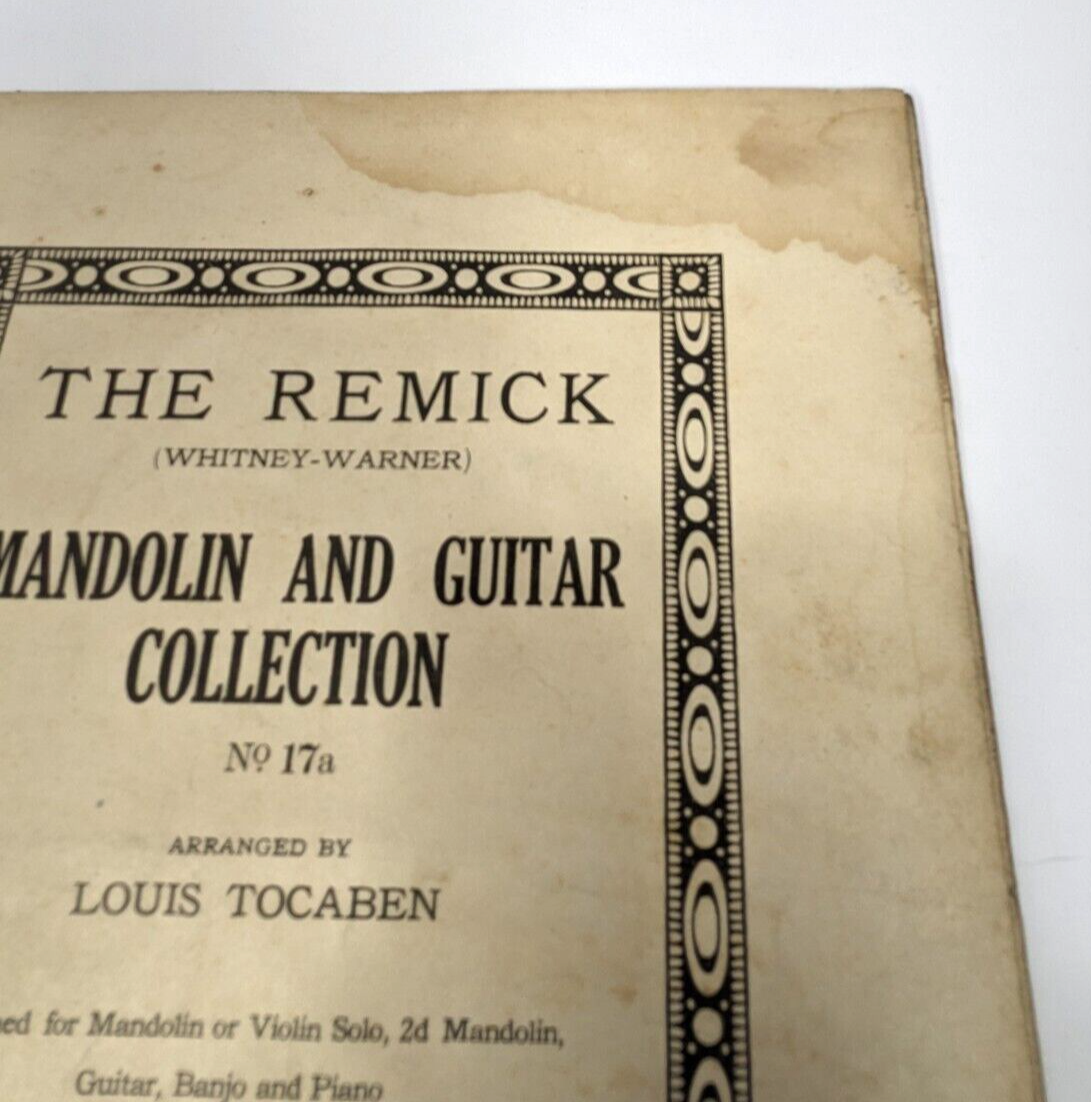 THE REMICK
(WHITNEY-WARNER)
MANDOLIN AND GUITAR
COLLECTION
Nº 17a
ARRANGED BY
LOUIS TOCABEN
for Mandolin or Violin Solo, 2d Mandolin,
Guitar, Banjo and Piano